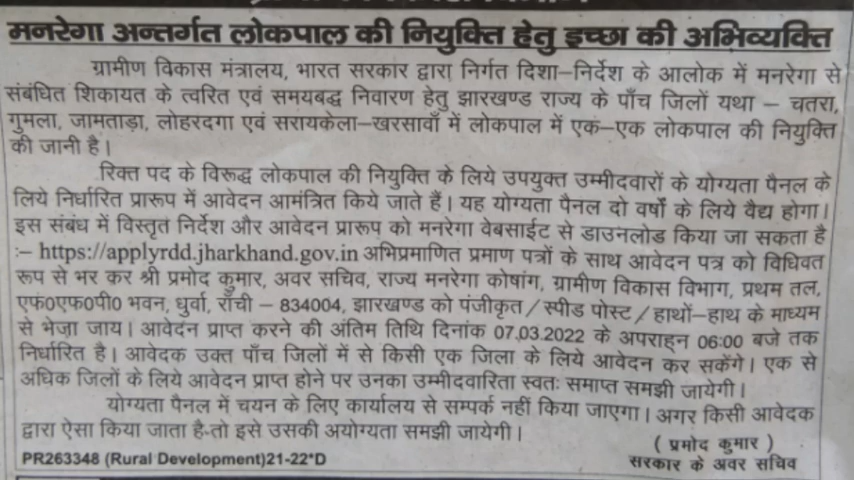 मनरेगा अन्तर्गत लोकपाल की नियुक्ति हेतु इच्छा की अभिव्यक्ति
ग्रामीण विकास मंत्रालय, भारत सरकार द्वारा निर्गत दिशा–निर्देश के आलोक में मनरेगा से
संबंधित शिकायत के त्वरित एवं समयबद्ध निवारण हेतु झारखण्ड राज्य के पाँच जिलों यथा – चतरा,
गुमला, जामताड़ा, लोहरदगा एवं सरायकेला–खरसावाँ में लोकपाल में एक–एक लोकपाल की नियुक्ति
की जानी है।
रिक्त पद के विरूद्ध लोकपाल की नियुक्ति के लिये उपयुक्त उम्मीदवारों के योग्यता पैनल के
लिये निर्धारित प्रारूप में आवेदन आमंत्रित किये जाते हैं। यह योग्यता पैनल दो वर्षों के लिये वैद्य होगा।
इस संबंध में विस्तृत निर्देश और आवेदन प्रारूप को मनरेगा वेबसाईट से डाउनलोड किया जा सकता है
:– https://applyrdd.jharkhand.gov.in अभिप्रमाणित प्रमाण पत्रों के साथ आवेदन पत्र को विधिवत
रूप से भर कर श्री प्रमोद कुमार, अवर सचिव, राज्य मनरेगा कोषांग, ग्रामीण विकास विभाग, प्रथम तल,
एफ०एफ०पी० भवन, धुर्वा, राँची – 834004, झारखण्ड को पंजीकृत / स्पीड पोस्ट / हाथों–हाथ के माध्यम
से भेजा जाय। आवेदन प्राप्त करने की अंतिम तिथि दिनांक 07.03.2022 के अपराह्न 06:00 बजे तक
निर्धारित है। आवेदक उक्त पाँच जिलों में से किसी एक जिला के लिये आवेदन कर सकेंगे। एक से
अधिक जिलों के लिये आवेदन प्राप्त होने पर उनका उम्मीदवारिता स्वतः समाप्त समझी जायेगी।
योग्यता पैनल में चयन के लिए कार्यालय से सम्पर्क नहीं किया जाएगा। अगर किसी आवेदक
द्वारा ऐसा किया जाता है-तो इसे उसकी अयोग्यता समझी जायेगी।
( प्रमोद कुमार )
सरकार के अवर सचिव
PR263348 (Rural Development)21-22*D